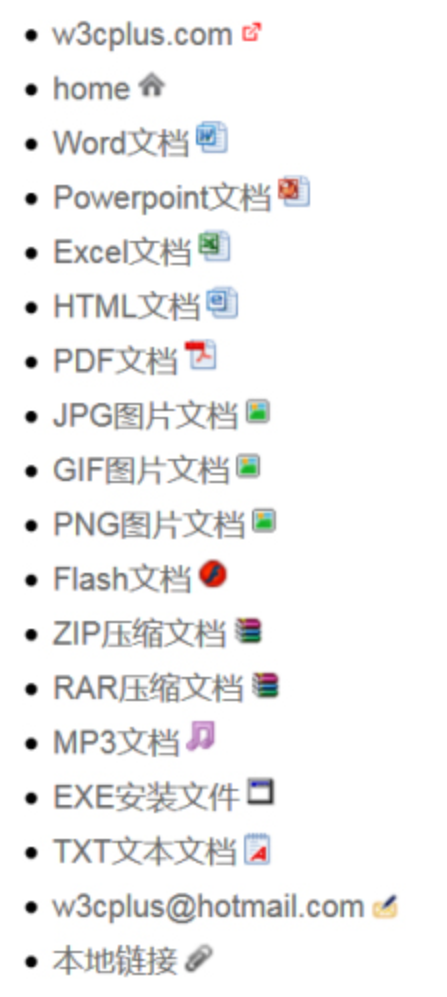 w3cplus.com
home
Word文档
Powerpoint文档
Excel文档
HTML文档
PDF文档
JPG图片文档
GIF图片文档
PNG图片文档
Flash文档
ZIP压缩文档
RAR压缩文档
MP3文档
EXE安装文件
TXT文本文档
w3cplus@hotmail.com
本地链接